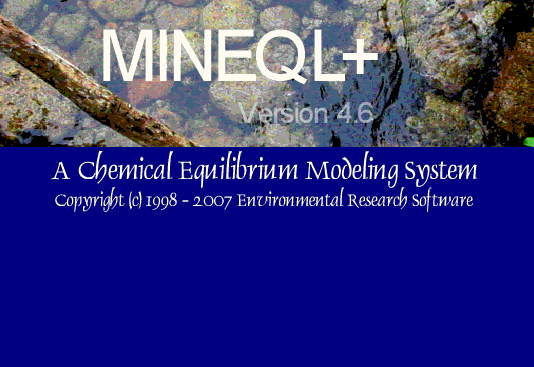 MINEQL+
Version 4.6
A Chemical Equilibrium Modeling System
Copyright (c) 1998 - 2007 Environmental Research Software